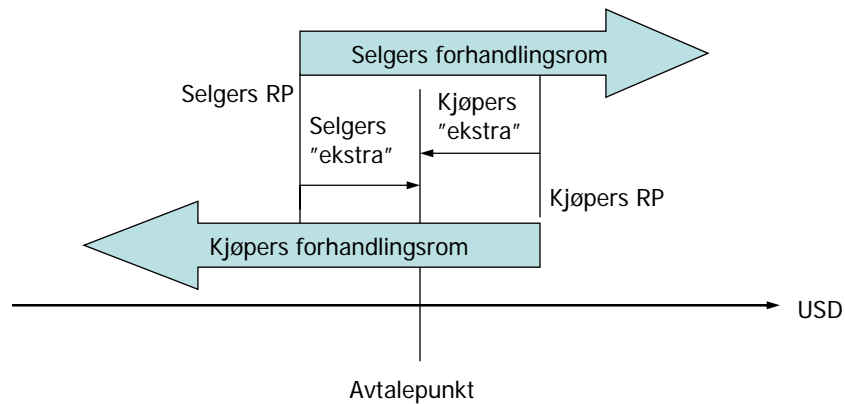 Selgers forhandlingsrom
Selgers RP
Kjøpers
"ekstra"
Selgers
"ekstra"
Kjøpers RP
Kjøpers forhandlingsrom
USD
Avtalepunkt